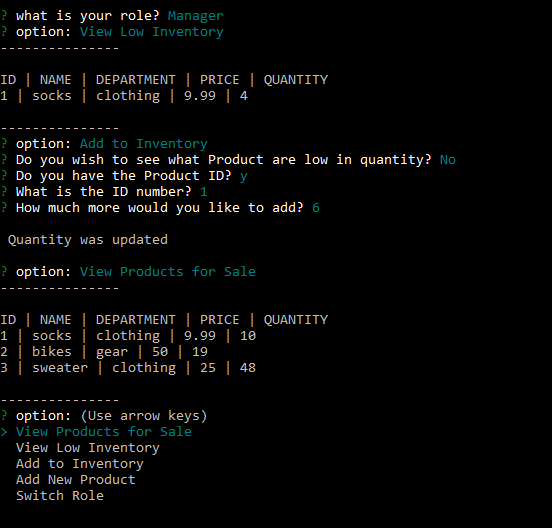 ? what is your role? Manager
? option: View Low Inventory
---------------
ID | NAME | DEPARTMENT | PRICE | QUANTITY
1 | socks | clothing | 9.99 | 4
---------------
? option: Add to Inventory
? Do you wish to see what Product are low in quantity? No
? Do you have the Product ID? y
? What is the ID number? 1
? How much more would you like to add? 6
Quantity was updated
? option: View Products for Sale
---------------
ID | NAME | DEPARTMENT | PRICE | QUANTITY
1 | socks | clothing | 9.99 | 10
2 | bikes | gear | 50 | 19
3 | sweater | clothing | 25 | 48
---------------
? option: (Use arrow keys)
> View Products for Sale
View Low Inventory
Add to Inventory
Add New Product
Switch Role